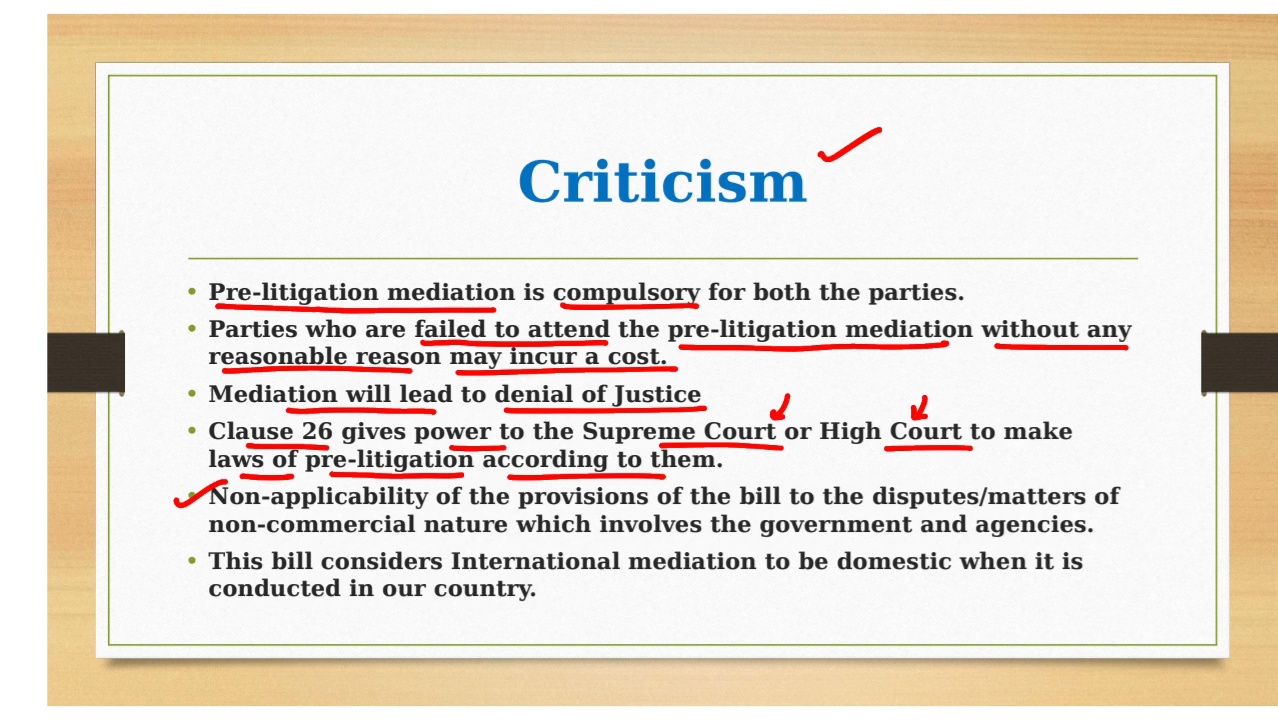 Criticism
• Pre-litigation mediation is compulsory for both the parties.
• Parties who are failed to attend the pre-litigation mediation without any
reasonable reason may incur a cost.
• Mediation will lead to denial of Justice
• Clause 26 gives power to the Supreme Court or High Court to make
laws of pre-litigation according to them.
• Non-applicability of the provisions of the bill to the disputes/matters of
non-commercial nature which involves the government and agencies.
• This bill considers International mediation to be domestic when it is
conducted in our country.